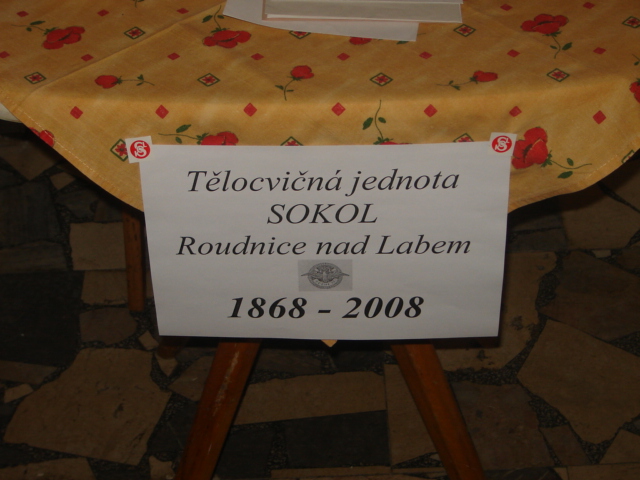 Tělocvičná jednota
SOKOL
Roudnice nad Labem
1868 - 2008